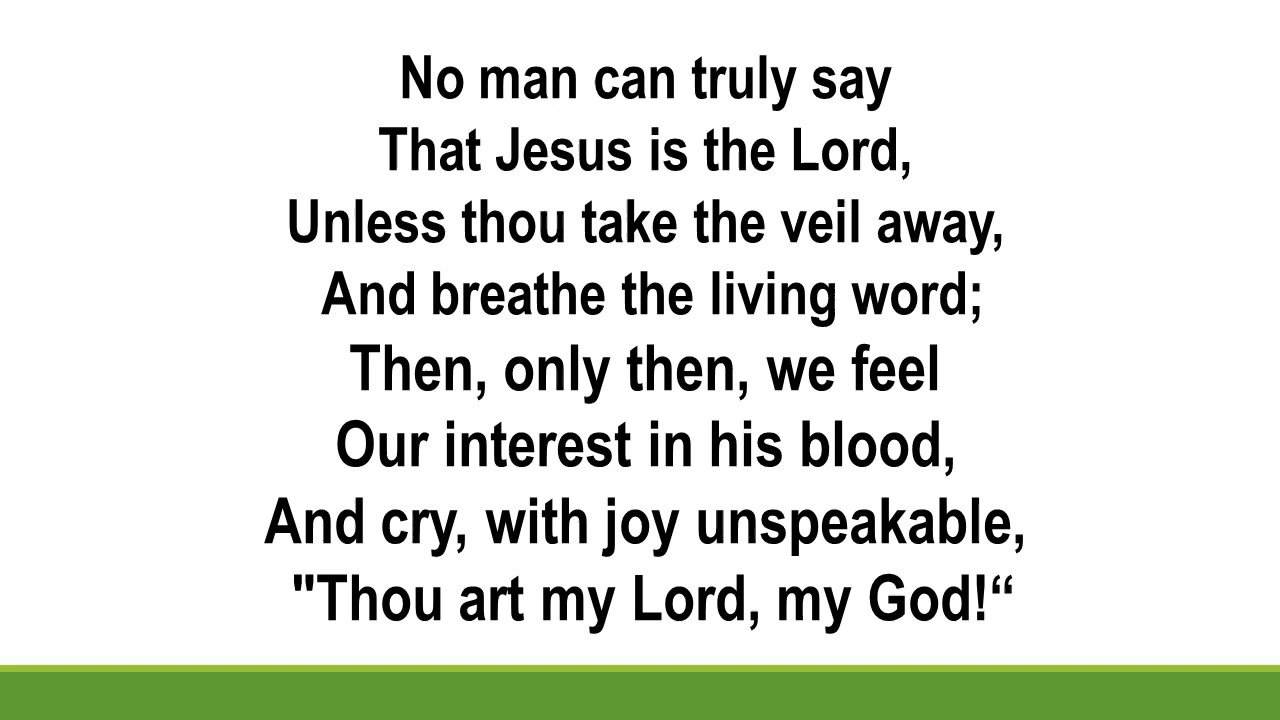 No man can truly say
That Jesus is the Lord,
Unless thou take the veil away,
And breathe the living word;
Then, only then, we feel
Our interest in his blood,
And cry, with joy unspeakable,
"Thou art my Lord, my God!“